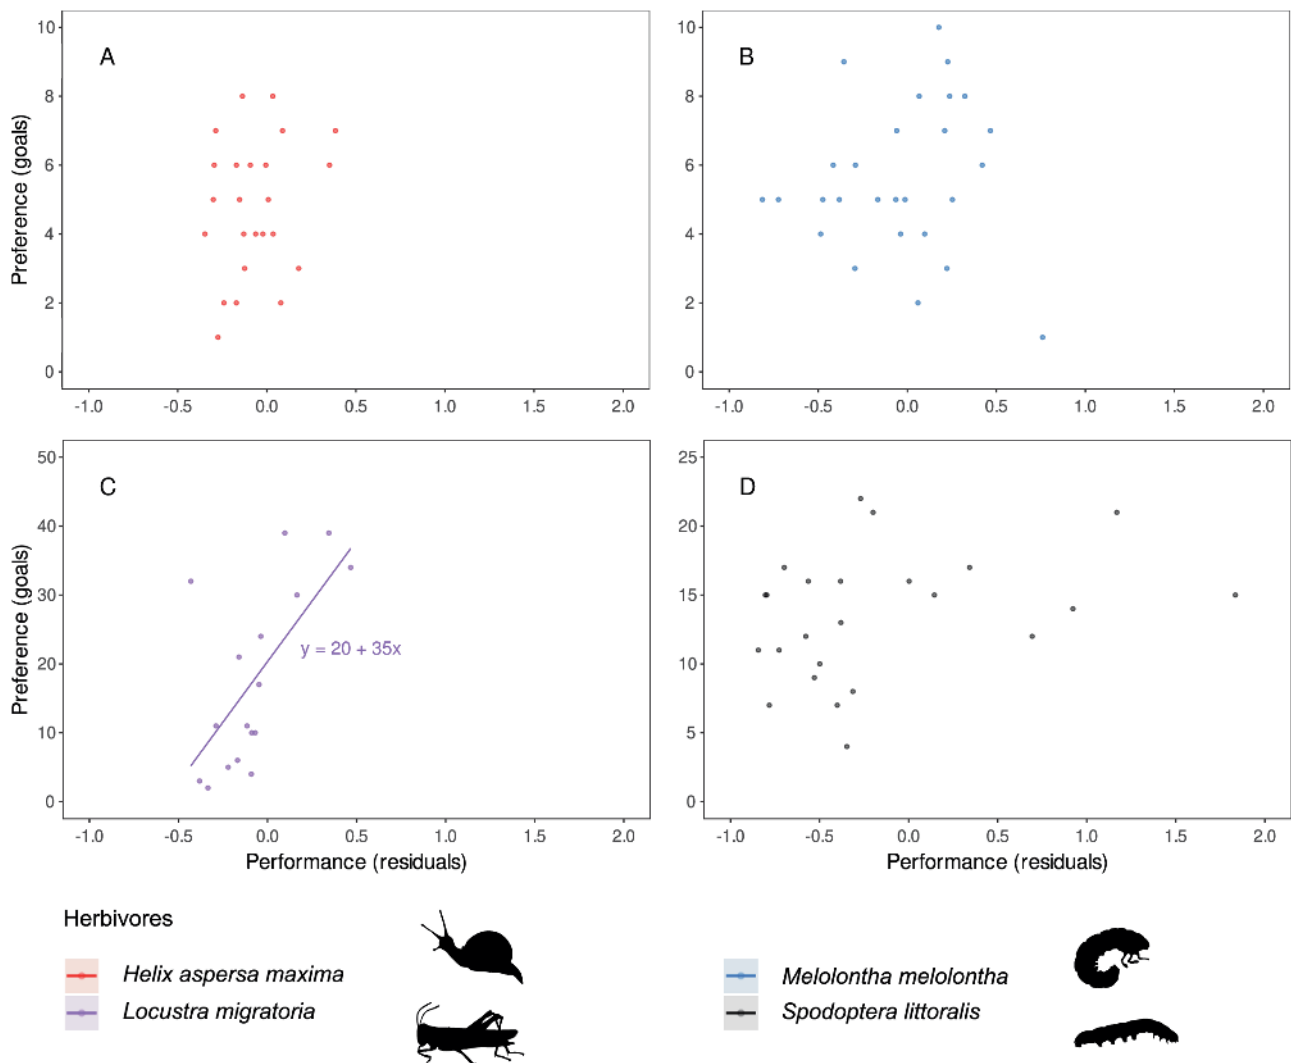 A
B
Preference (goals)
10
8
6
4
2
0
-1.0 -0.5 0.0 0.5 1.0 1.5 2.0
10
8
6
4
2
0
-1.0 -0.5 0.0 0.5 1.0 1.5 2.0
C
D
Preference (goals)
50
40
30
20
10
0
y = 20 + 35x
-1.0 -0.5 0.0 0.5 1.0 1.5 2.0
Performance (residuals)
25
20
15
10
5
0
-1.0 -0.5 0.0 0.5 1.0 1.5 2.0
Performance (residuals)
Herbivores
Helix aspersa maxima
Locustra migratoria
Melolontha melolontha
Spodoptera littoralis